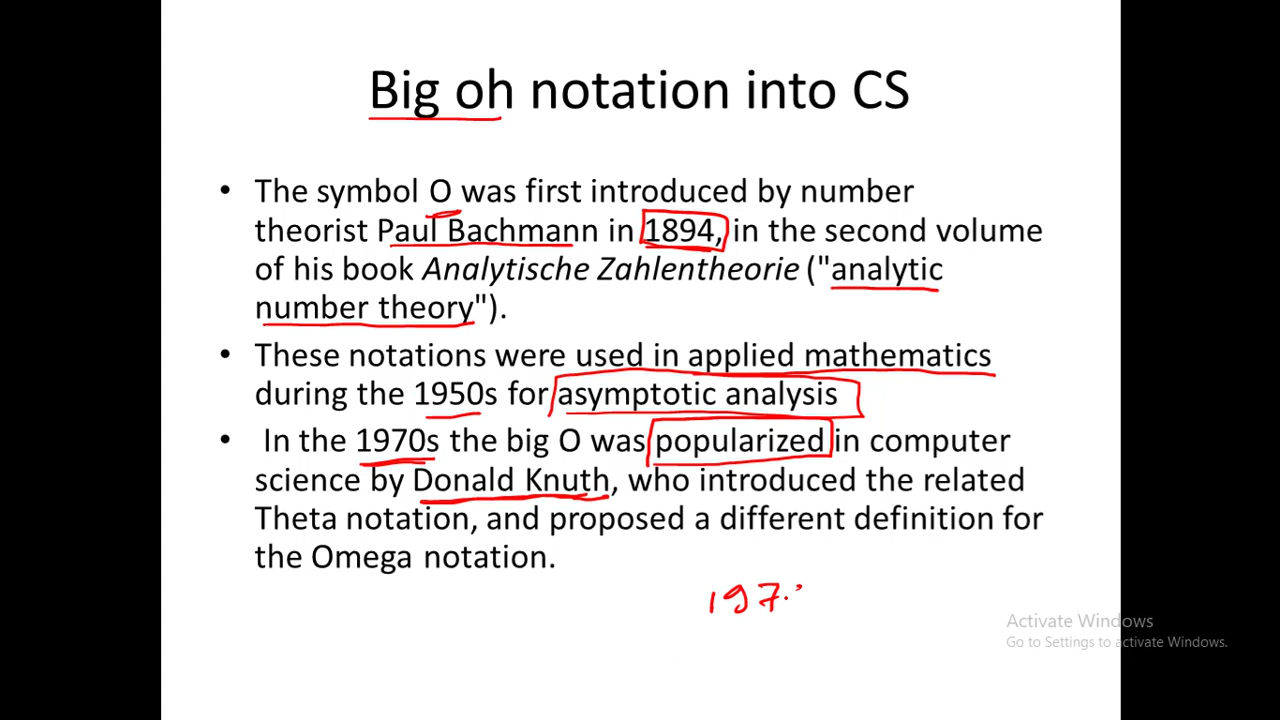 Big oh notation into CS
• The symbol O was first introduced by number
theorist Paul Bachmann in 1894, in the second volume
of his book Analytische Zahlentheorie ("analytic
number theory").
• These notations were used in applied mathematics
during the 1950s for asymptotic analysis
• In the 1970s the big O was popularized in computer
science by Donald Knuth, who introduced the related
Theta notation, and proposed a different definition for
the Omega notation.
197
Activate Windows
Go to Settings to activate Windows.